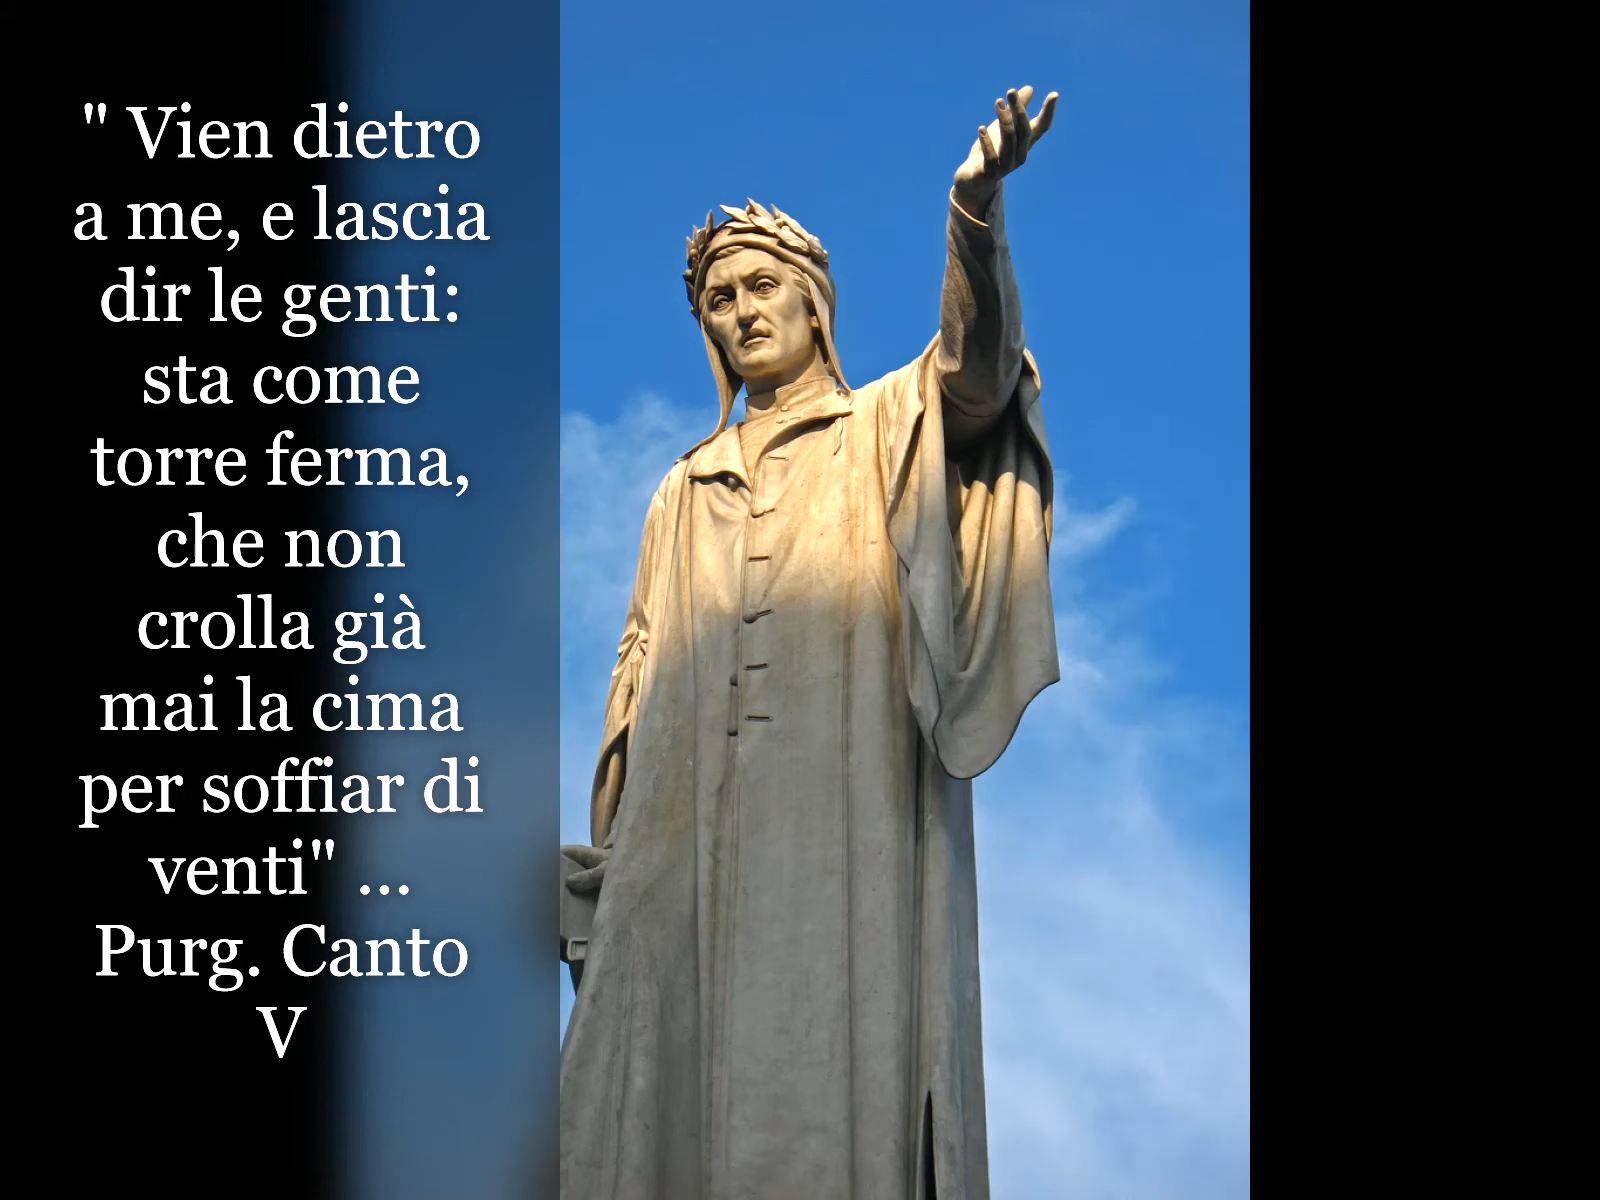 " Vien dietro
a me, e lascia
dir le genti:
sta come
torre ferma,
che non
crolla già
mai la cima
per soffiar di
venti" ...
Purg. Canto
V